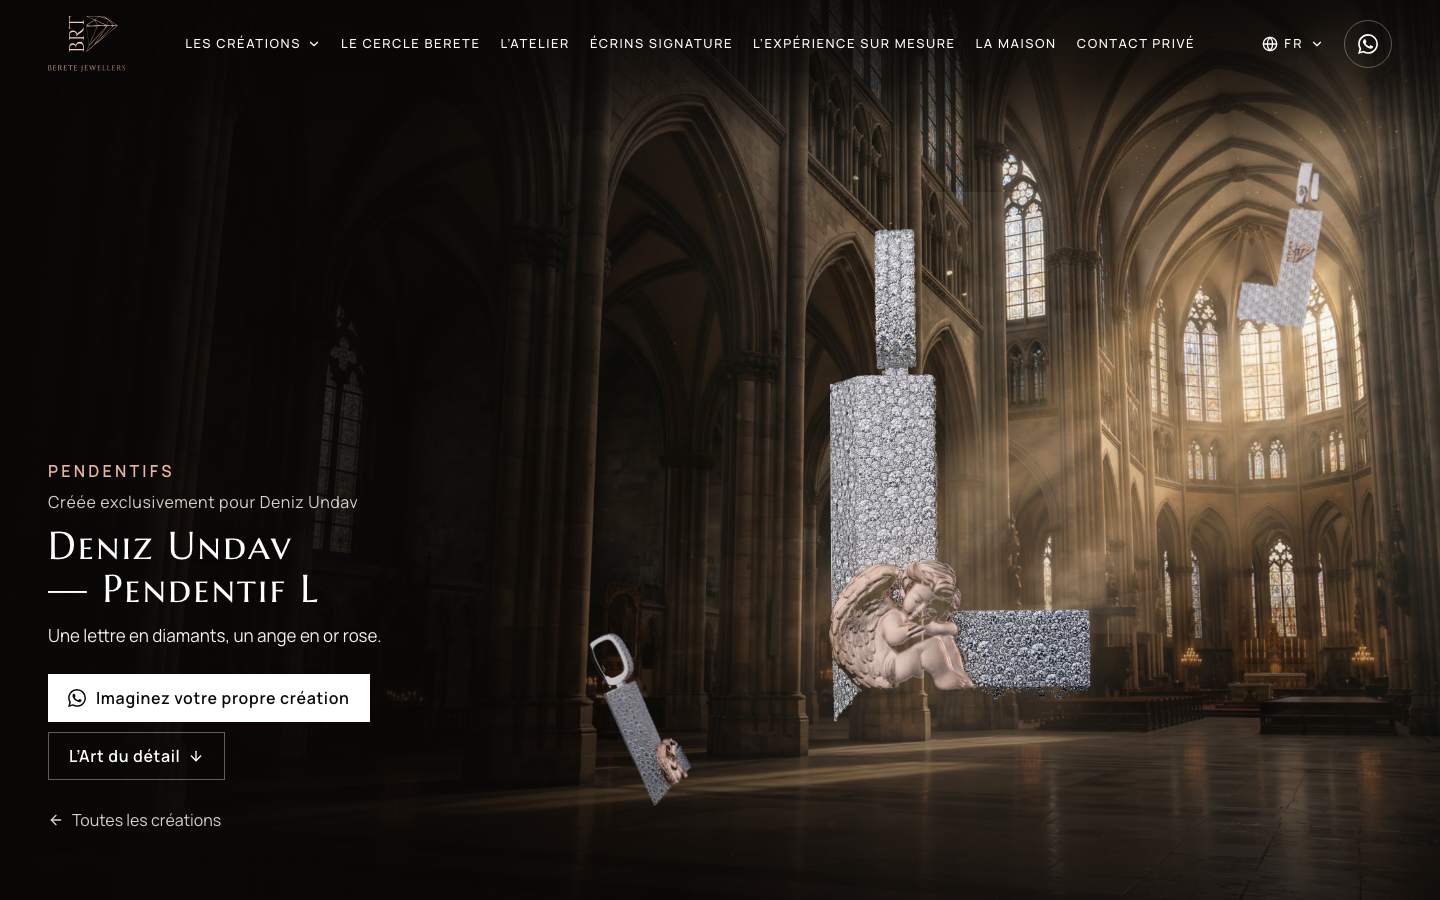 BRT
BERETE JEWELLERS
LES CRÉATIONS
LE CERCLE BERETE
L'ATELIER
ÉCRINS SIGNATURE
L'EXPÉRIENCE SUR MESURE
LA MAISON
CONTACT PRIVÉ
FR
PENDENTIFS
Créée exclusivement pour Deniz Undav
Deniz Undav
— Pendentif L
Une lettre en diamants, un ange en or rose.
Imaginez votre propre création
L'Art du détail ↓
← Toutes les créations